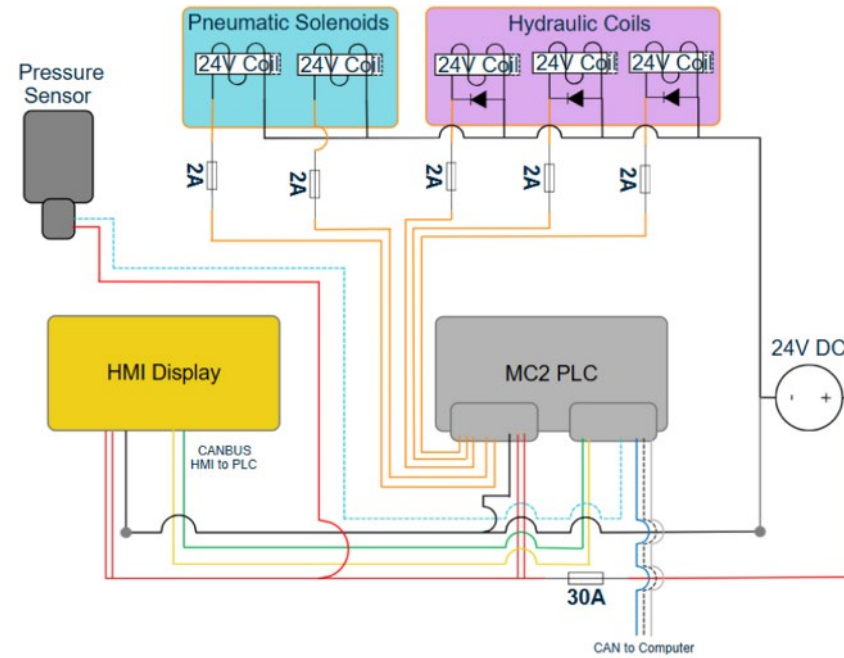 Pneumatic Solenoids
Hydraulic Coils
24V Coil
24V Coil
24V Coil
24V Coil
24V Coil
Pressure
Sensor
2A
2A
2A
2A
2A
HMI Display
MC2 PLC
24V DC
- +
CANBUS
HMI to PLC
30A
CAN to Computer